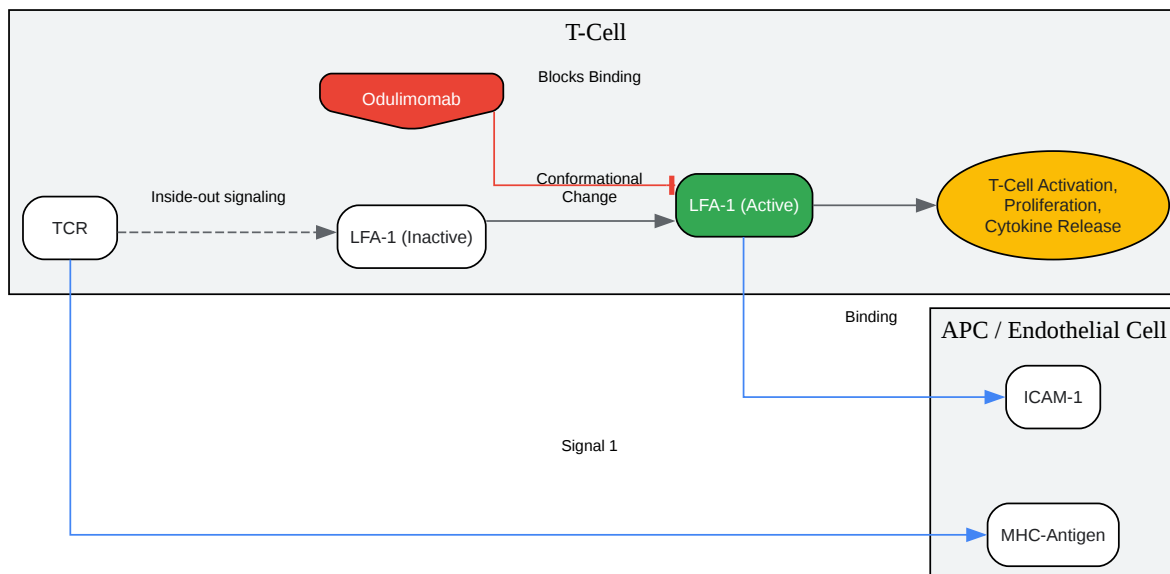 T-Cell
Blocks Binding
Odulimomab
Conformational
Change
Inside-out signaling
TCR
LFA-1 (Inactive)
LFA-1 (Active)
T-Cell Activation,
Proliferation,
Cytokine Release
Binding
APC / Endothelial Cell
ICAM-1
Signal 1
MHC-Antigen